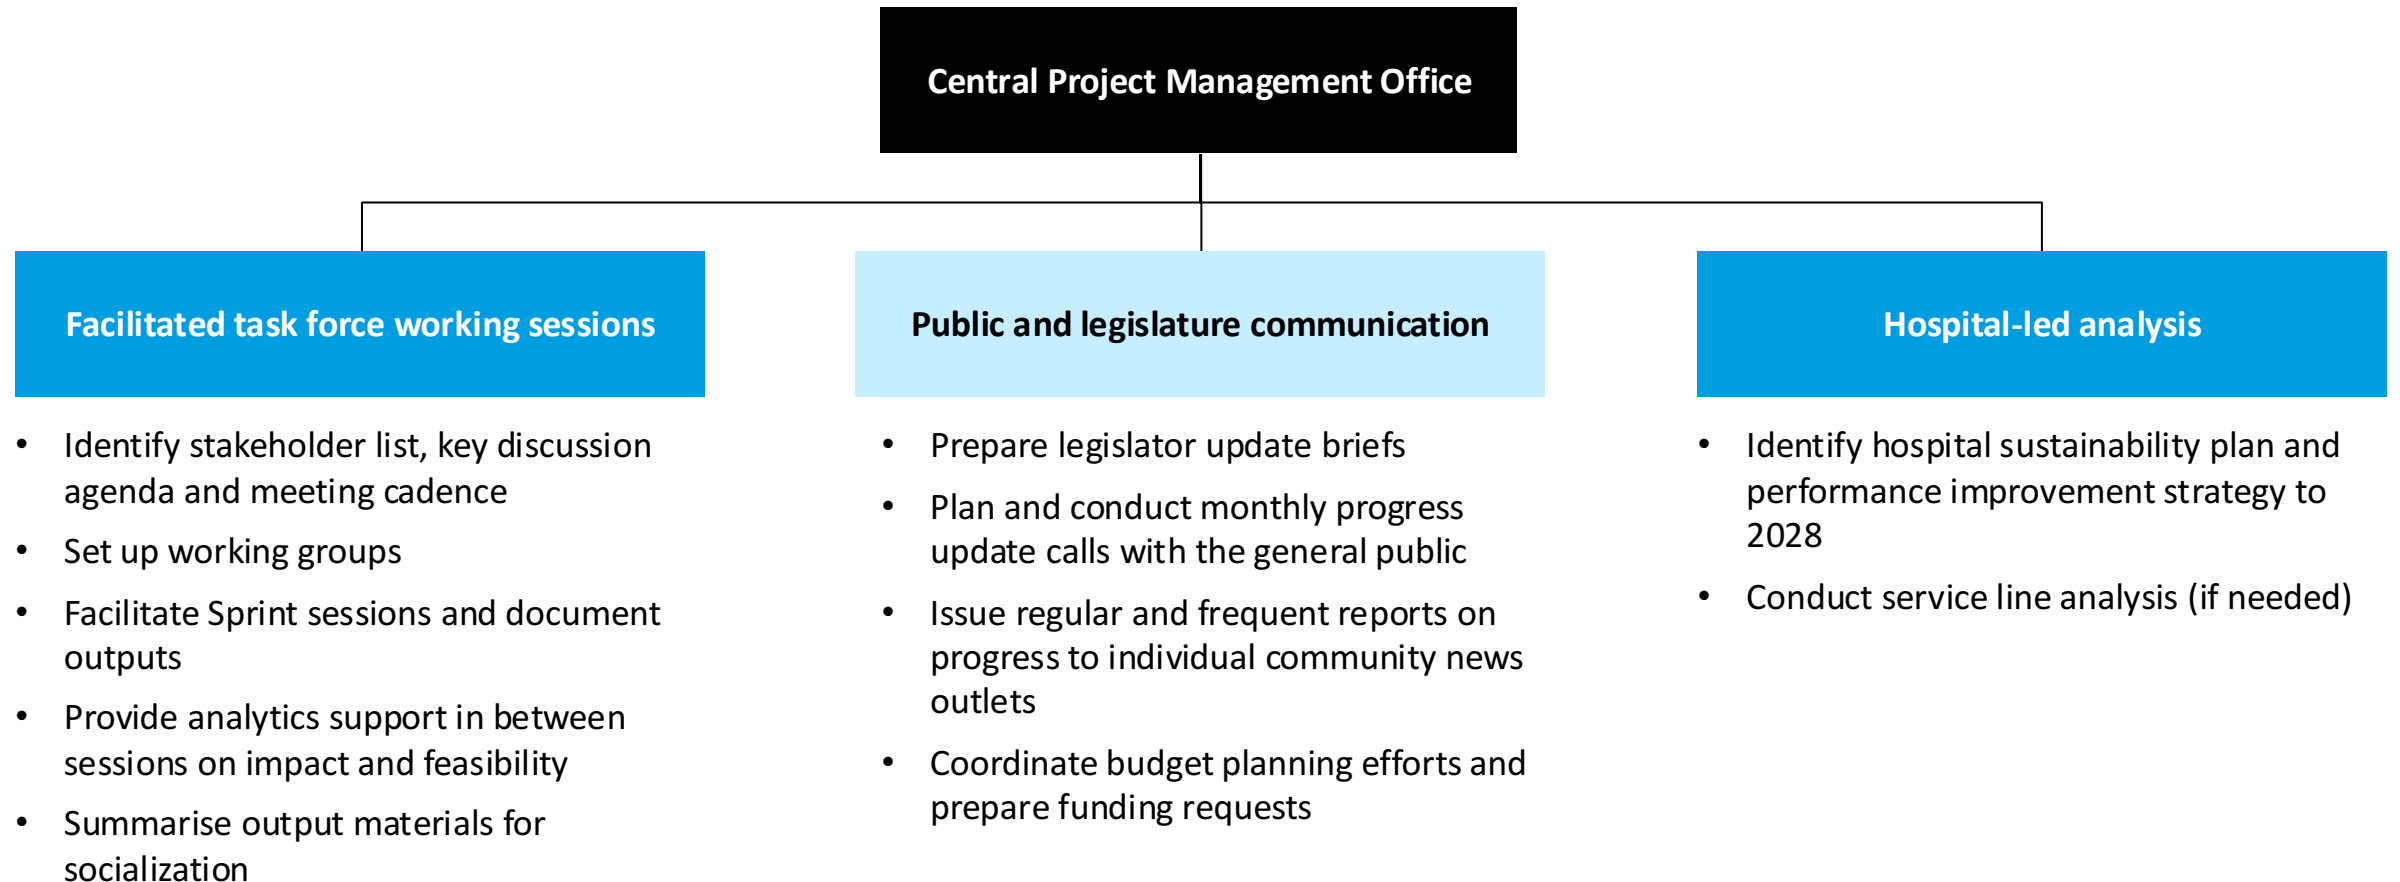 Central Project Management Office
Facilitated task force working sessions
• Identify stakeholder list, key discussion
agenda and meeting cadence
• Set up working groups
• Facilitate Sprint sessions and document
outputs
• Provide analytics support in between
sessions on impact and feasibility
• Summarise output materials for
socialization
Public and legislature communication
• Prepare legislator update briefs
• Plan and conduct monthly progress
update calls with the general public
• Issue regular and frequent reports on
progress to individual community news
outlets
• Coordinate budget planning efforts and
prepare funding requests
Hospital-led analysis
• Identify hospital sustainability plan and
performance improvement strategy to
2028
• Conduct service line analysis (if needed)